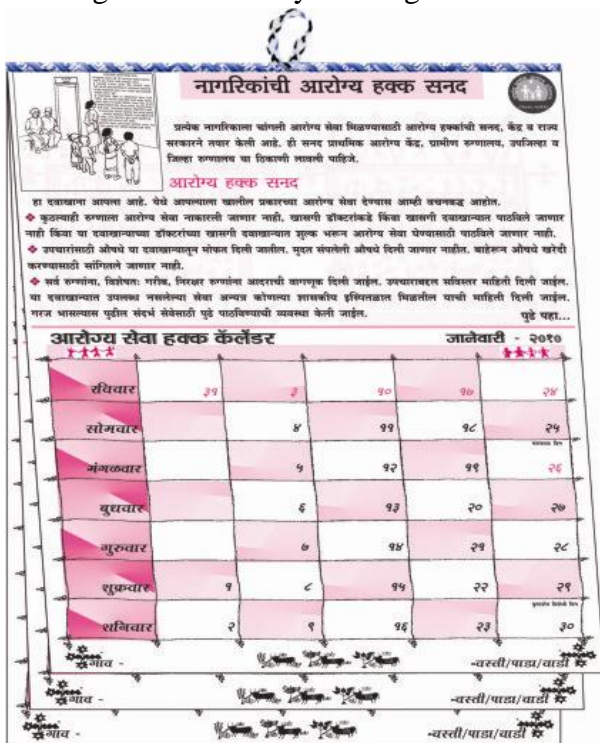 नागरिकांची आरोग्य हक्क सनद
प्रत्येक नागरिकाला चांगली आरोग्य सेवा मिळण्यासाठी आरोग्य हक्कांची सनद, केंद्र व राज्य
सरकारने तयार केली आहे. ही सनद प्राथमिक आरोग्य केंद्र, ग्रामीण रुग्णालय, उपजिल्हा व
जिल्हा रुग्णालय या ठिकाणी लावली पाहिजे.
आरोग्य हक्क सनद
हा दवाखाना आपला आहे. येथे आपल्याला खालील प्रकारच्या आरोग्य सेवा देण्यास आम्ही वचनबद्ध आहोत.
❖ कुठल्याही रुग्णाला आरोग्य सेवा नाकारली जाणार नाही, खासगी डॉक्टरांकडे किंवा खासगी दवाखान्यात पाठविले जाणार
नाही किंवा या दवाखान्याच्या डॉक्टरांच्या खासगी दवाखान्यात शुल्क भरून आरोग्य सेवा घेण्यासाठी पाठविले जाणार नाही.
❖ उपचारांसाठी औषधे या दवाखान्यातून मोफत दिली जातील. मुदत संपलेली औषधे दिली जाणार नाहीत. बाहेरून औषधे खरेदी
करण्यासाठी सांगितले जाणार नाही.
❖ सर्व रुग्णांना, विशेषतः गरीब, निरक्षर रुग्णांना आदराची वागणूक दिली जाईल. उपचाराबद्दल सविस्तर माहिती दिली जाईल.
या दवाखान्यात उपलब्ध नसलेल्या सेवा अन्यत्र कोणत्या शासकीय इस्पितळात मिळतील याची माहिती दिली जाईल.
गरज भासल्यास पुढील संदर्भ सेवेसाठी पुढे पाठविण्याची व्यवस्था केली जाईल. पुढे पहा...
आरोग्य सेवा हक्क कॅलेंडर जानेवारी - २०१०
रविवार ३१ ३ १० १७ २४
सोमवार ४ ११ १८ २५
मंगळवार ५ १२ १९ २६
बुधवार ६ १३ २० २७
गुरुवार ७ १४ २१ २८
शुक्रवार १ ८ १५ २२ २९
शनिवार २ ९ १६ २३ ३०
गाव - -वस्ती/पाडा/वाडी
गाव - -वस्ती/पाडा/वाडी
गाव - -वस्ती/पाडा/वाडी